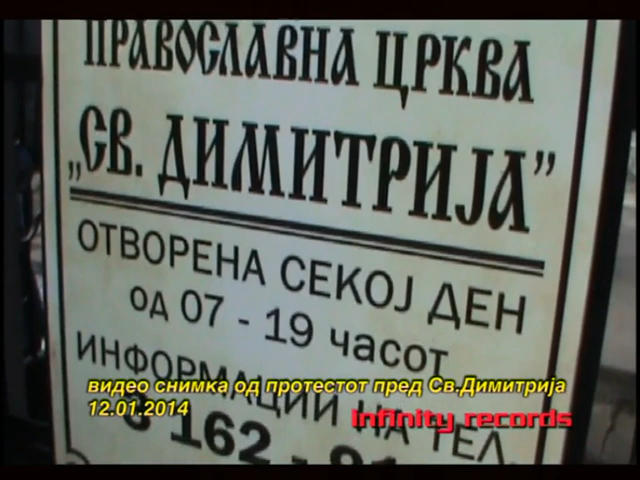 ПРАВОСЛАВНА ЦРКВА
„СВ. ДИМИТРИЈА”
ОТВОРЕНА СЕКОЈ ДЕН
ОД 07 - 19 часот
ИНФОРМАЦИИ НА ТЕЛ.
видео снимка од протестот пред Св.Димитрија
12.01.2014
Infinity records
162